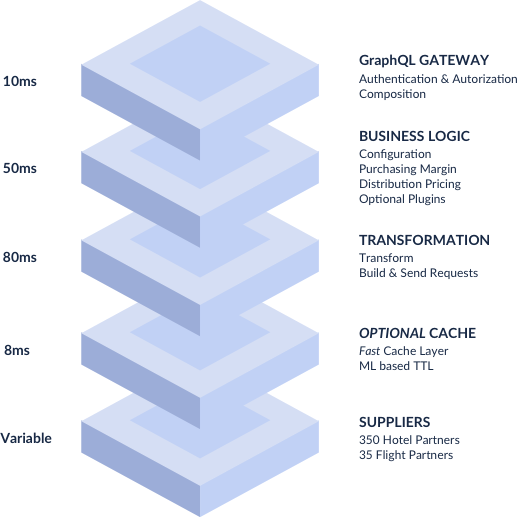 10ms
GraphQL GATEWAY
Authentication & Autorization
Composition
50ms
BUSINESS LOGIC
Configuration
Purchasing Margin
Distribution Pricing
Optional Plugins
80ms
TRANSFORMATION
Transform
Build & Send Requests
8ms
OPTIONAL CACHE
Fast Cache Layer
ML based TTL
Variable
SUPPLIERS
350 Hotel Partners
35 Flight Partners